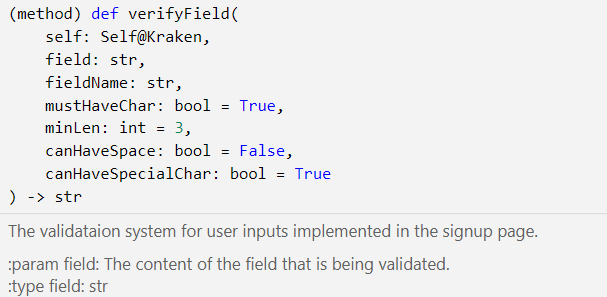 (method) def verifyField(
    self: Self@Kraken,
    field: str,
    fieldName: str,
    mustHaveChar: bool = True,
    minLen: int = 3,
    canHaveSpace: bool = False,
    canHaveSpecialChar: bool = True
) -> str
The validataion system for user inputs implemented in the signup page.
:param field: The content of the field that is being validated.
:type field: str